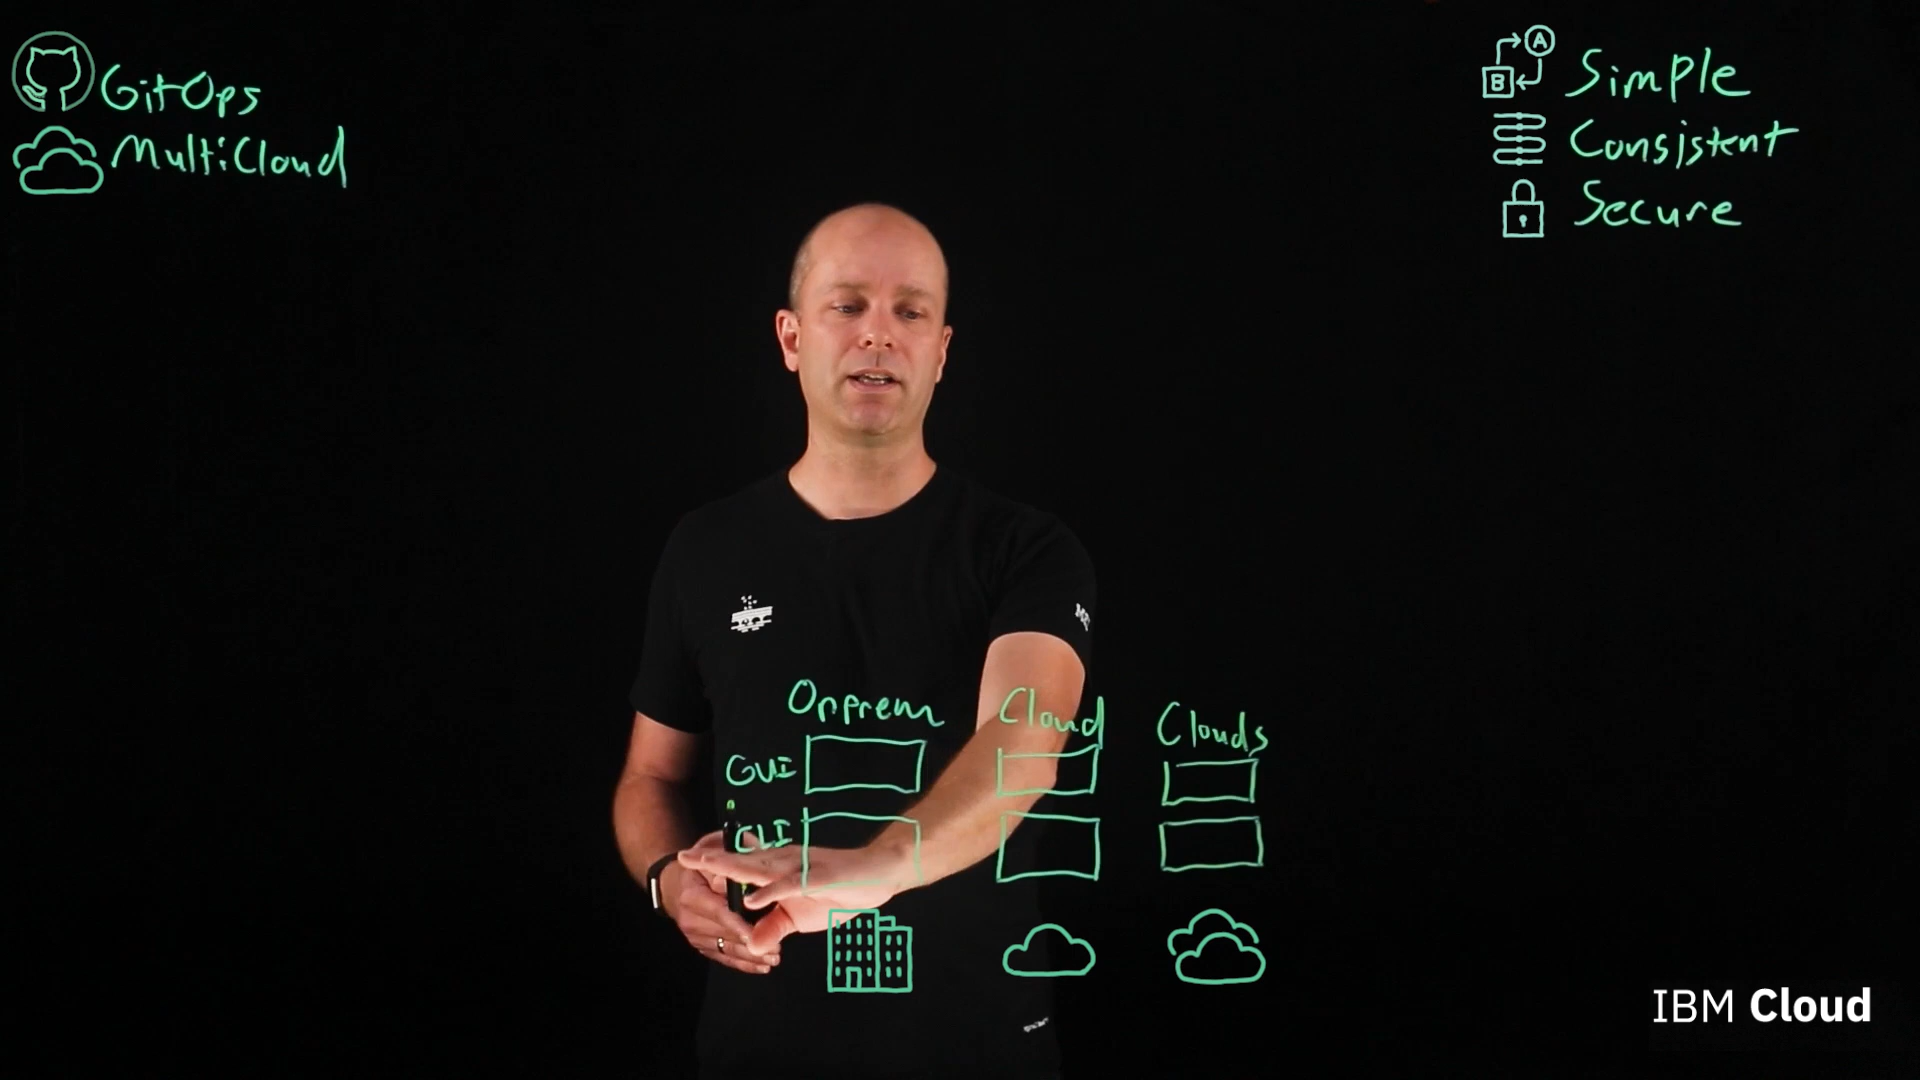 GitOps
MultiCloud
A
B
Simple
Consistent
Secure
Onprem
Cloud
Clouds
GUI
CLI
IBM Cloud